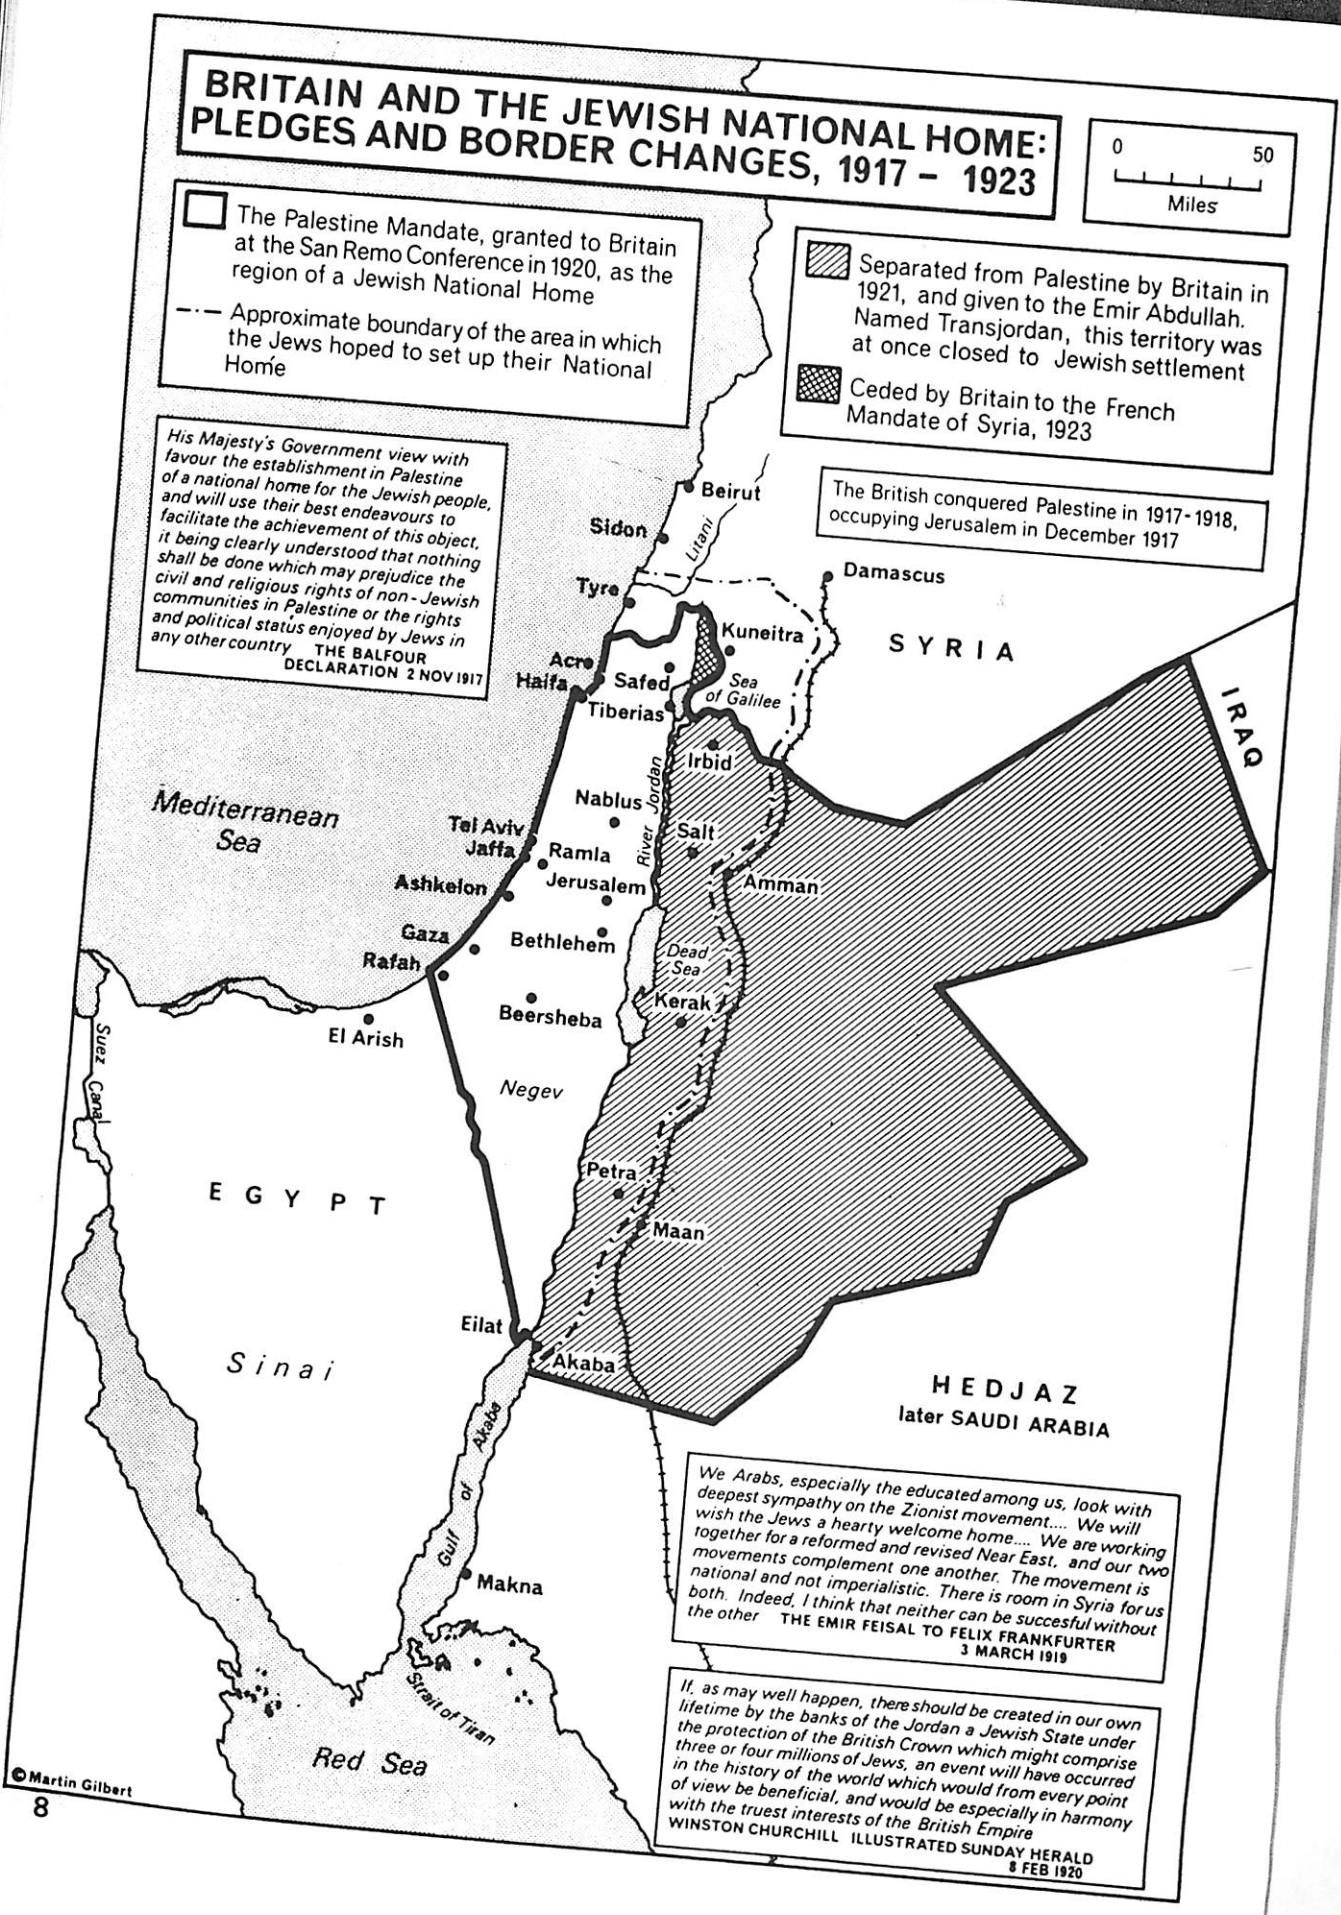 BRITAIN AND THE JEWISH NATIONAL HOME:
PLEDGES AND BORDER CHANGES, 1917 - 1923
0 50
Miles
The Palestine Mandate, granted to Britain
at the San Remo Conference in 1920, as the
region of a Jewish National Home
Approximate boundary of the area in which
the Jews hoped to set up their National
Home
Separated from Palestine by Britain in
1921, and given to the Emir Abdullah.
Named Transjordan, this territory was
at once closed to Jewish settlement
Ceded by Britain to the French
Mandate of Syria, 1923
His Majesty's Government view with
favour the establishment in Palestine
of a national home for the Jewish people,
and will use their best endeavours to
facilitate the achievement of this object,
it being clearly understood that nothing
shall be done which may prejudice the
civil and religious rights of non-Jewish
communities in Palestine or the rights
and political status enjoyed by Jews in
any other country THE BALFOUR
DECLARATION 2 NOV 1917
The British conquered Palestine in 1917-1918,
occupying Jerusalem in December 1917
Beirut
Sidon
Litani
Tyre
Damascus
Kuneitra
SYRIA
Acre
Haifa
Safed
Sea
of Galilee
Tiberias
IRAQ
Irbid
Mediterranean
Sea
Nablus
River Jordan
Tel Aviv
Jaffa
Ramla
Salt
Jerusalem
Amman
Ashkelon
Gaza
Bethlehem
Rafah
Dead
Sea
Kerak
Beersheba
El Arish
Suez Canal
Negev
Petra
EGYPT
Maan
Eilat
Akaba
Sinai
HEDJAZ
later SAUDI ARABIA
Gulf of Akaba
Makna
We Arabs, especially the educated among us, look with
deepest sympathy on the Zionist movement.... We will
wish the Jews a hearty welcome home.... We are working
together for a reformed and revised Near East, and our two
movements complement one another. The movement is
national and not imperialistic. There is room in Syria for us
both. Indeed, I think that neither can be succesful without
the other THE EMIR FEISAL TO FELIX FRANKFURTER
3 MARCH 1919
Strait of Tiran
Red Sea
If, as may well happen, there should be created in our own
lifetime by the banks of the Jordan a Jewish State under
the protection of the British Crown which might comprise
three or four millions of Jews, an event will have occurred
in the history of the world which would from every point
of view be beneficial, and would be especially in harmony
with the truest interests of the British Empire
WINSTON CHURCHILL ILLUSTRATED SUNDAY HERALD
8 FEB 1920
© Martin Gilbert
8